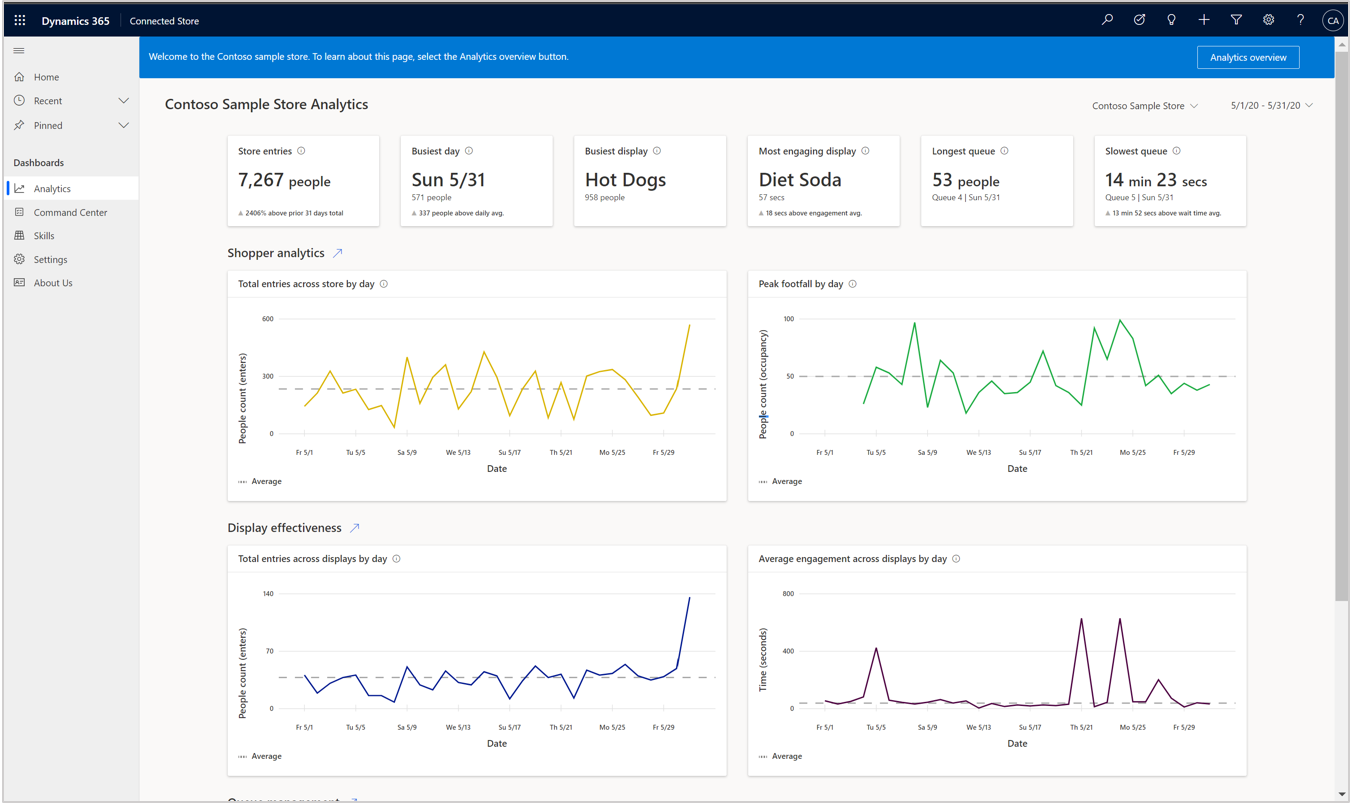 Dynamics 365 Connected Store CA
Welcome to the Contoso sample store. To learn about this page, select the Analytics overview button. Analytics overview
Home
Recent
Pinned
Dashboards
Analytics
Command Center
Skills
Settings
About Us
Contoso Sample Store Analytics Contoso Sample Store 5/1/20 - 5/31/20
Store entries
7,267 people
2406% above prior 31 days total
Busiest day
Sun 5/31
571 people
337 people above daily avg.
Busiest display
Hot Dogs
958 people
Most engaging display
Diet Soda
57 secs
18 secs above engagement avg.
Longest queue
53 people
Queue 4 | Sun 5/31
Slowest queue
14 min 23 secs
Queue 5 | Sun 5/31
13 min 52 secs above wait time avg.
Shopper analytics
Total entries across store by day
People count (enters)
600
300
0
Fr 5/1 Tu 5/5 Sa 5/9 We 5/13 Su 5/17 Th 5/21 Mo 5/25 Fr 5/29
Date
Average
Peak footfall by day
People count (occupancy)
100
50
0
Fr 5/1 Tu 5/5 Sa 5/9 We 5/13 Su 5/17 Th 5/21 Mo 5/25 Fr 5/29
Date
Average
Display effectiveness
Total entries across displays by day
People count (enters)
140
70
0
Fr 5/1 Tu 5/5 Sa 5/9 We 5/13 Su 5/17 Th 5/21 Mo 5/25 Fr 5/29
Date
Average
Average engagement across displays by day
Time (seconds)
800
400
0
Fr 5/1 Tu 5/5 Sa 5/9 We 5/13 Su 5/17 Th 5/21 Mo 5/25 Fr 5/29
Date
Average